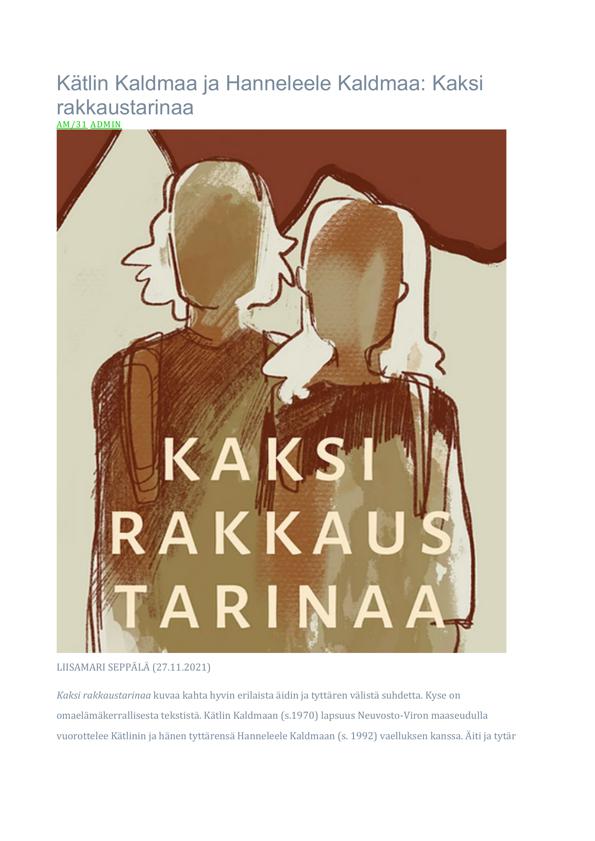 Kätlin Kaldmaa ja Hanneleele Kaldmaa: Kaksi
rakkaustarinaa
AM/31 ADMIN
KAKSI
RAKKAUS
TARINAA
LIISAMARI SEPPÄLÄ (27.11.2021)
Kaksi rakkaustarinaa kuvaa kahta hyvin erilaista äidin ja tyttären välistä suhdetta. Kyse on
omaelämäkerrallisesta tekstistä. Kätlin Kaldmaan (s.1970) lapsuus Neuvosto-Viron maaseudulla
vuorottelee Kätlinin ja hänen tyttärensä Hanneleele Kaldmaan (s. 1992) vaelluksen kanssa. Äiti ja tytär